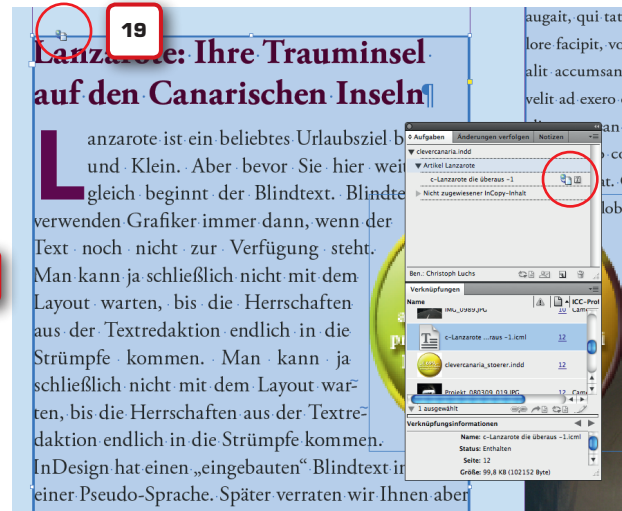 19
Lanzarote: Ihre Trauminsel
auf den Canarischen Inseln¶
Lanzarote ist ein beliebtes Urlaubsziel
und Klein. Aber bevor Sie hier
gleich beginnt der Blindtext.
verwenden Grafiker immer dann, wenn der
Text noch nicht zur Verfügung steht.
Man kann ja schließlich nicht mit dem
Layout warten, bis die Herrschaften
aus der Textredaktion endlich in die
Strümpfe kommen. Man kann ja
schließlich nicht mit dem Layout war-
ten, bis die Herrschaften aus der Textre-
daktion endlich in die Strümpfe kommen.
InDesign hat einen „eingebauten“ Blindtext
einer Pseudo-Sprache. Später verraten wir Ihnen aber
augait, qui tat
lore facipit,
alit accumsan
velit ad exero
Aufgaben Änderungen verfolgen Notizen
clevercanaria.indd
Artikel Lanzarote
c-Lanzarote die überaus -1
Nicht zugewiesener InCopy-Inhalt
Ben.: Christoph Luchs
Verknüpfungen
Name ICC-Prof
IMG_0989.JPG 10
c-Lanzarote ...raus -1.icml 12
clevercanaria_stoerer.indd 12
Projekt_080309_019.JPG 12
1 ausgewählt
Verknüpfungsinformationen
Name: c-Lanzarote die überaus -1.icml
Status: Enthalten
Seite: 12
Größe: 99,8 KB (102152 Byte)